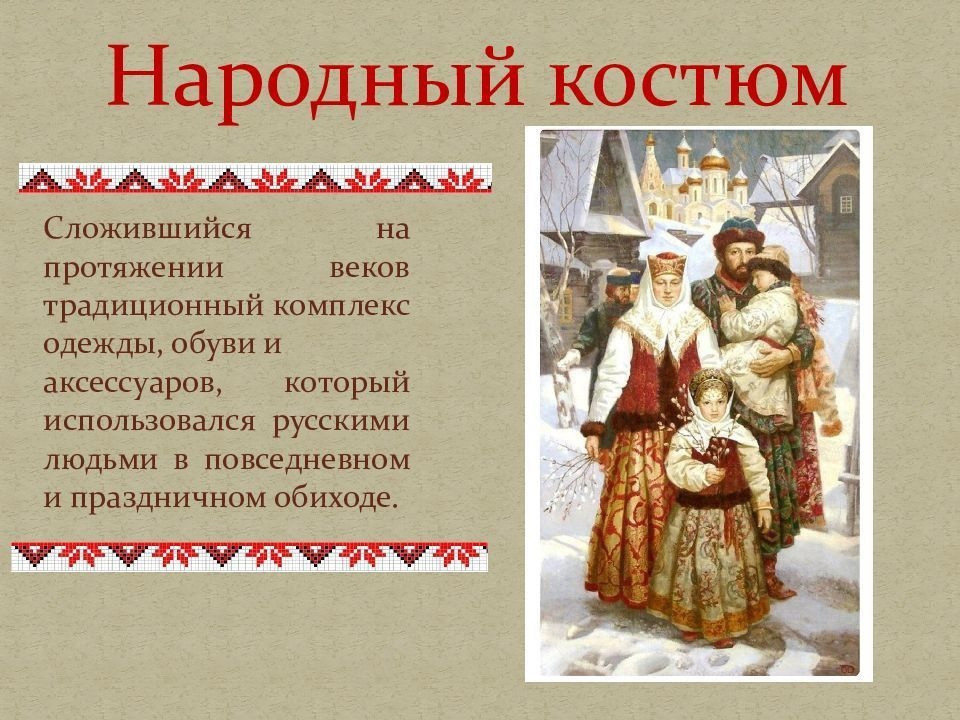 Народный костюм
Сложившийся на
протяжении веков
традиционный комплекс
одежды, обуви и
аксессуаров, который
использовался русскими
людьми в повседневном
и праздничном обиходе.